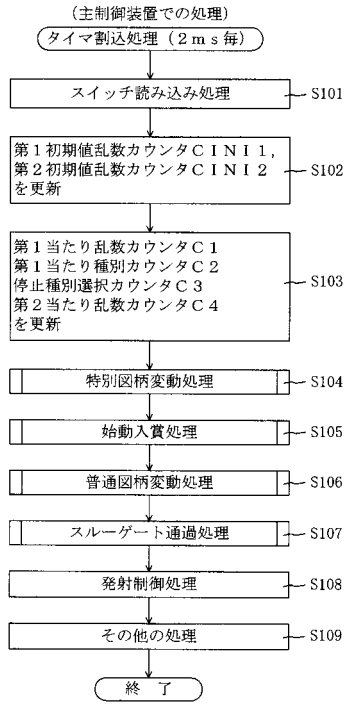 (主制御装置での処理)
タイマ割込処理(2ms毎)
スイッチ読み込み処理
S101
第1初期値乱数カウンタCINI1,
第2初期値乱数カウンタCINI2
を更新
S102
第1当たり乱数カウンタC1
第1当たり種別カウンタC2
停止種別選択カウンタC3
第2当たり乱数カウンタC4
を更新
S103
特別図柄変動処理
S104
始動入賞処理
S105
普通図柄変動処理
S106
スルーゲート通過処理
S107
発射制御処理
S108
その他の処理
S109
終 了